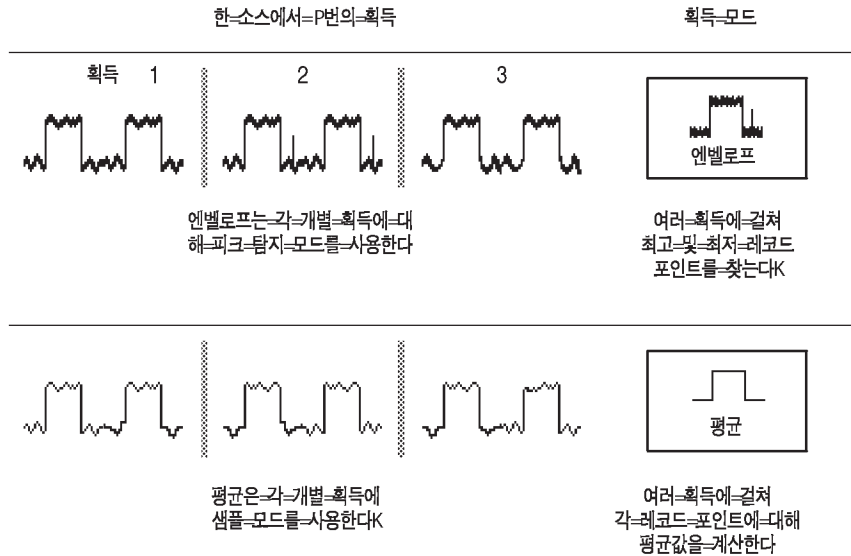 한=소스에서=P번의=획득
획득=모드
획득 1
2
3
엔벨로프
엔벨로프는=각=개별=획득에=대
해=피크=탐지=모드를=사용한다
여러=획득에=걸쳐
최고=및=최저=레코드
포인트를=찾는다K
평균
평균은=각=개별=획득에
샘플=모드를=사용한다K
여러=획득에=걸쳐
각=레코드=포인트에=대해
평균값을=계산한다